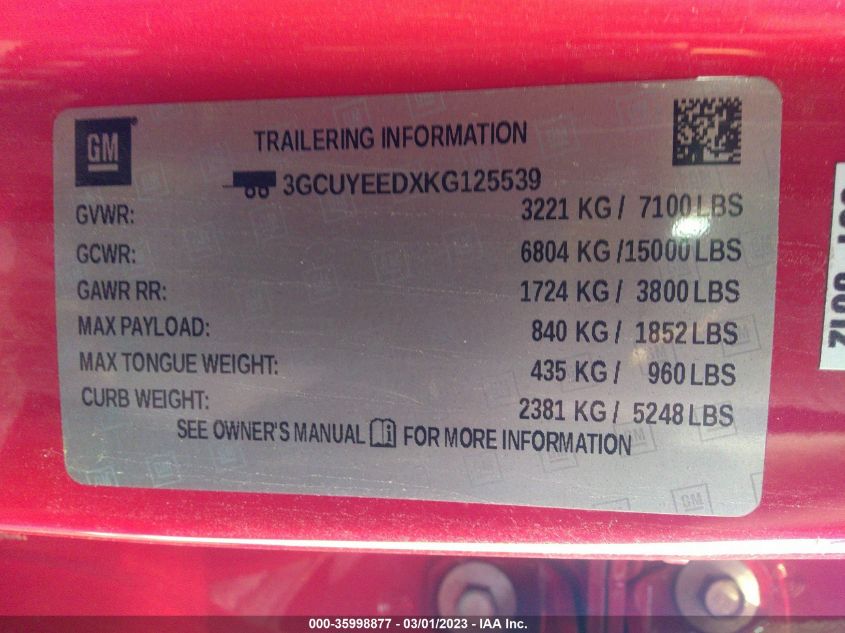 GM
TRAILERING INFORMATION
3GCUYEEDXKG125539
GVWR: 3221 KG / 7100 LBS
GCWR: 6804 KG /15000 LBS
GAWR RR: 1724 KG / 3800 LBS
MAX PAYLOAD: 840 KG / 1852 LBS
MAX TONGUE WEIGHT: 435 KG / 960 LBS
CURB WEIGHT: 2381 KG / 5248 LBS
SEE OWNER'S MANUAL FOR MORE INFORMATION
GM
000-35998877 - 03/01/2023 - IAA Inc.